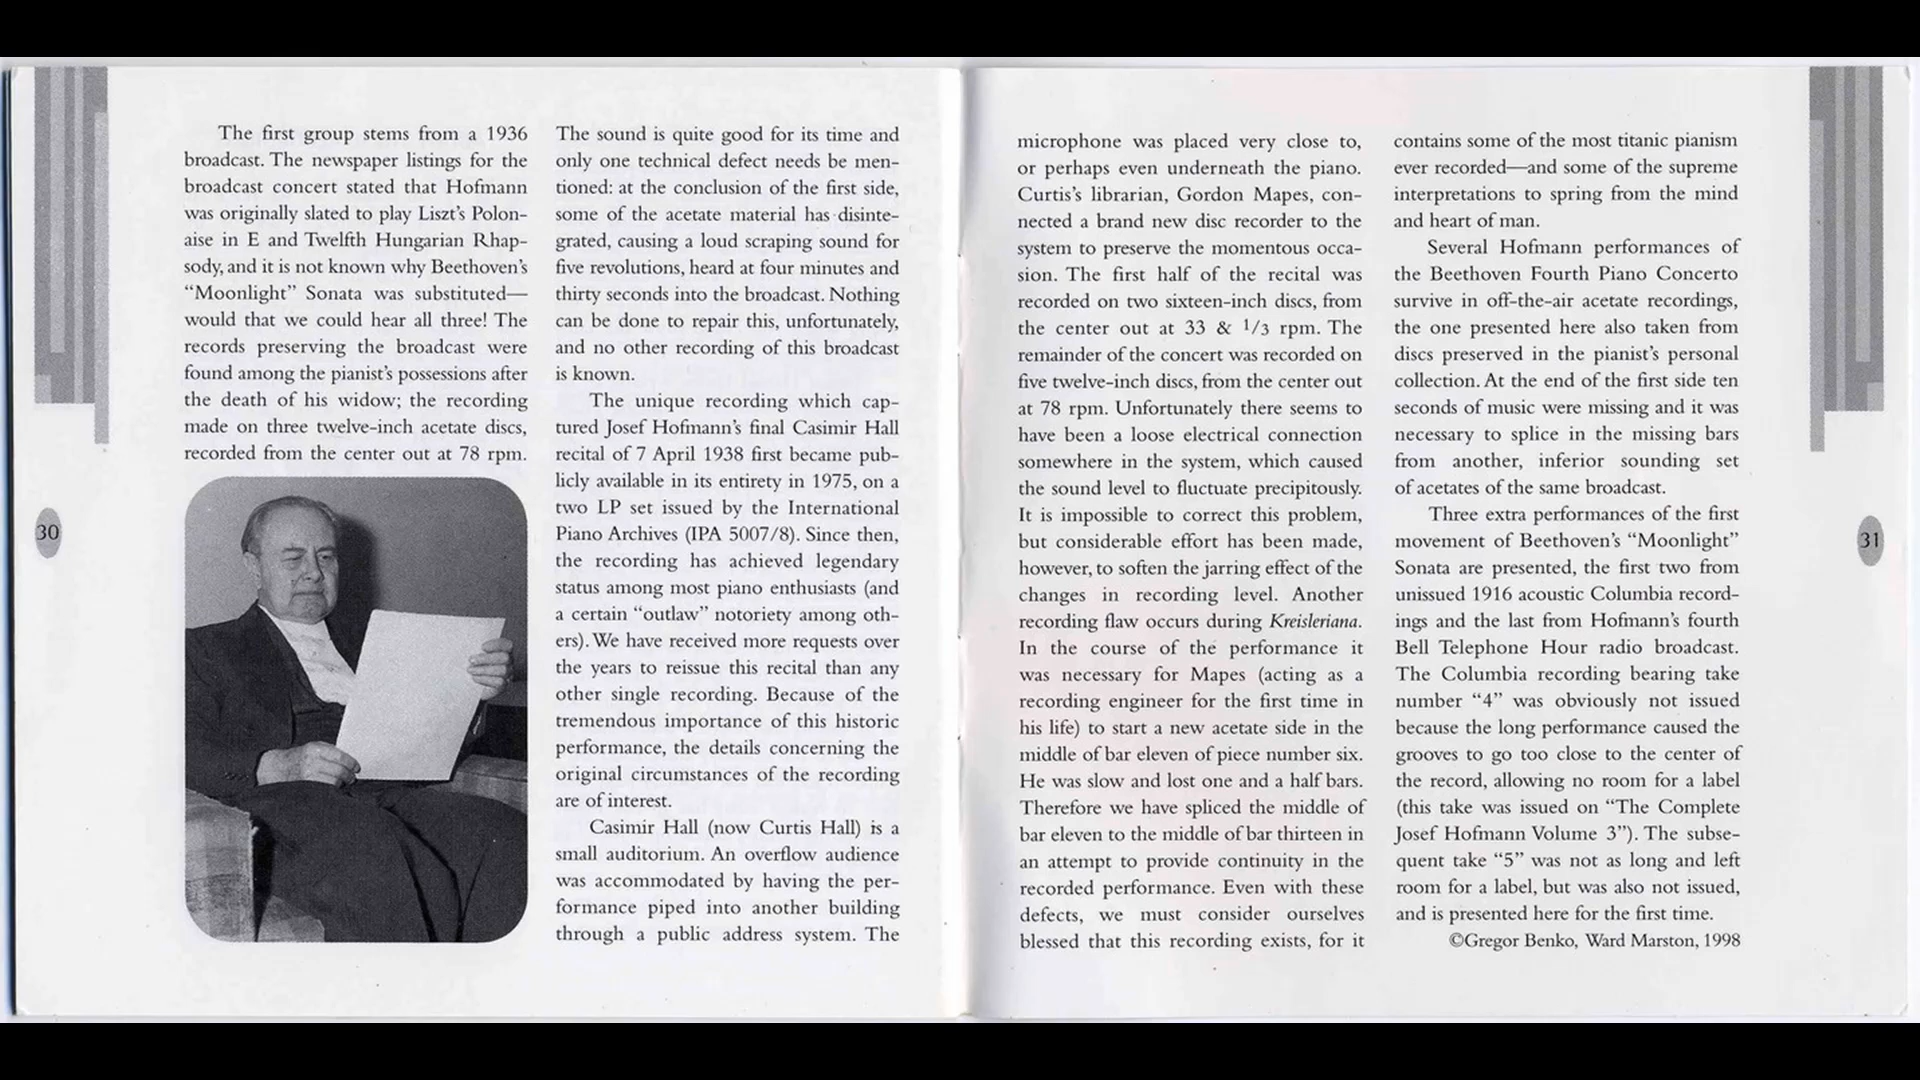 The first group stems from a 1936
broadcast. The newspaper listings for the
broadcast concert stated that Hofmann
was originally slated to play Liszt's Polon-
aise in E and Twelfth Hungarian Rhap-
sody, and it is not known why Beethoven's
“Moonlight” Sonata was substituted—
would that we could hear all three! The
records preserving the broadcast were
found among the pianist's possessions after
the death of his widow; the recording
made on three twelve-inch acetate discs,
recorded from the center out at 78 rpm.
30
The sound is quite good for its time and
only one technical defect needs be men-
tioned: at the conclusion of the first side,
some of the acetate material has disinte-
grated, causing a loud scraping sound for
five revolutions, heard at four minutes and
thirty seconds into the broadcast. Nothing
can be done to repair this, unfortunately,
and no other recording of this broadcast
is known.
The unique recording which cap-
tured Josef Hofmann's final Casimir Hall
recital of 7 April 1938 first became pub-
licly available in its entirety in 1975, on a
two LP set issued by the International
Piano Archives (IPA 5007/8). Since then,
the recording has achieved legendary
status among most piano enthusiasts (and
a certain “outlaw” notoriety among oth-
ers). We have received more requests over
the years to reissue this recital than any
other single recording. Because of the
tremendous importance of this historic
performance, the details concerning the
original circumstances of the recording
are of interest.
Casimir Hall (now Curtis Hall) is a
small auditorium. An overflow audience
was accommodated by having the per-
formance piped into another building
through a public address system. The
microphone was placed very close to,
or perhaps even underneath the piano.
Curtis's librarian, Gordon Mapes, con-
nected a brand new disc recorder to the
system to preserve the momentous occa-
sion. The first half of the recital was
recorded on two sixteen-inch discs, from
the center out at 33 & 1/3 rpm. The
remainder of the concert was recorded on
five twelve-inch discs, from the center out
at 78 rpm. Unfortunately there seems to
have been a loose electrical connection
somewhere in the system, which caused
the sound level to fluctuate precipitously.
It is impossible to correct this problem,
but considerable effort has been made,
however, to soften the jarring effect of the
changes in recording level. Another
recording flaw occurs during Kreisleriana.
In the course of the performance it
was necessary for Mapes (acting as a
recording engineer for the first time in
his life) to start a new acetate side in the
middle of bar eleven of piece number six.
He was slow and lost one and a half bars.
Therefore we have spliced the middle of
bar eleven to the middle of bar thirteen in
an attempt to provide continuity in the
recorded performance. Even with these
defects, we must consider ourselves
blessed that this recording exists, for it
contains some of the most titanic pianism
ever recorded—and some of the supreme
interpretations to spring from the mind
and heart of man.
Several Hofmann performances of
the Beethoven Fourth Piano Concerto
survive in off-the-air acetate recordings,
the one presented here also taken from
discs preserved in the pianist's personal
collection. At the end of the first side ten
seconds of music were missing and it was
necessary to splice in the missing bars
from another, inferior sounding set
of acetates of the same broadcast.
Three extra performances of the first
movement of Beethoven's “Moonlight”
Sonata are presented, the first two from
unissued 1916 acoustic Columbia record-
ings and the last from Hofmann's fourth
Bell Telephone Hour radio broadcast.
The Columbia recording bearing take
number “4” was obviously not issued
because the long performance caused the
grooves to go too close to the center of
the record, allowing no room for a label
(this take was issued on “The Complete
Josef Hofmann Volume 3”). The subse-
quent take “5” was not as long and left
room for a label, but was also not issued,
and is presented here for the first time.
©Gregor Benko, Ward Marston, 1998
31